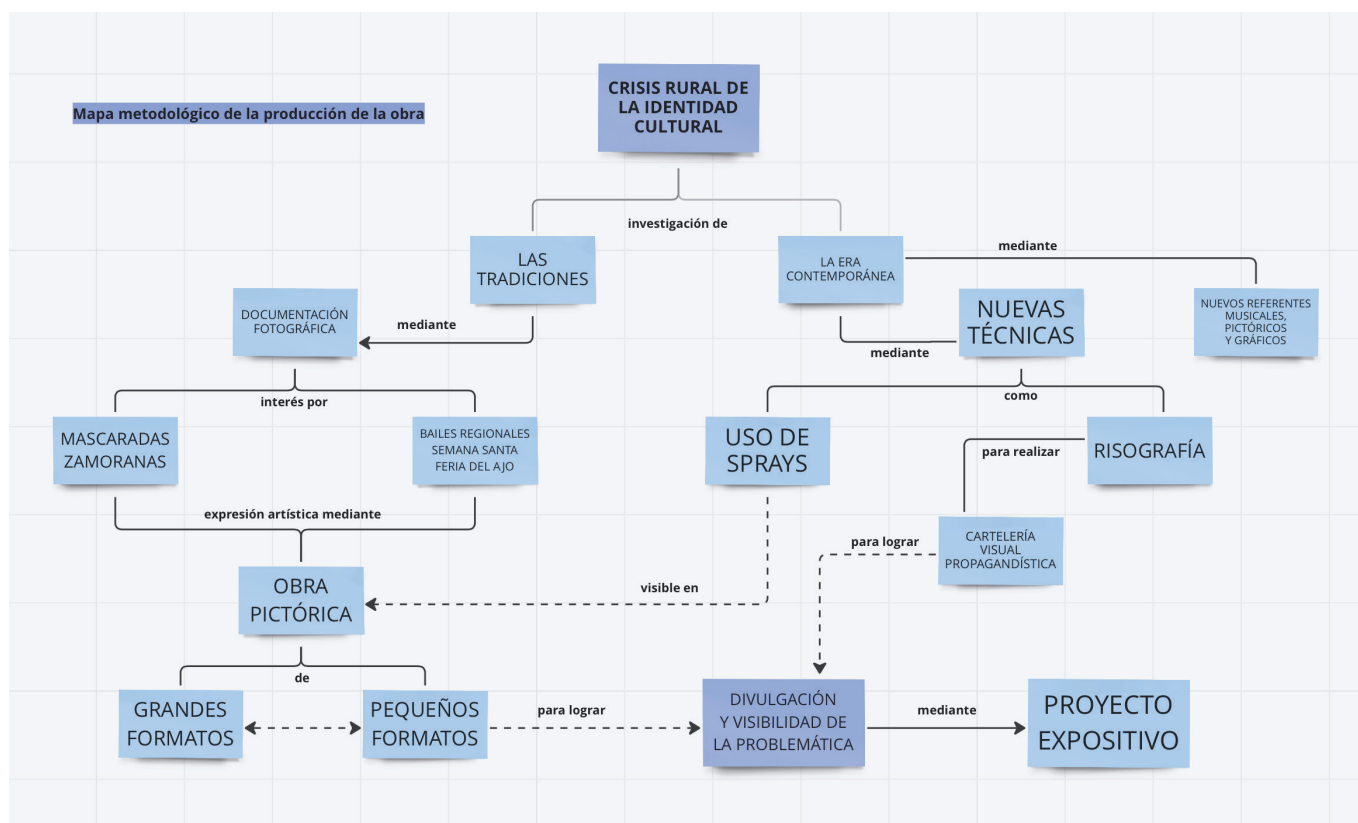 CRISIS RURAL DE
LA IDENTIDAD
CULTURAL
Mapa metodológico de la producción de la obra
investigación de
LAS
TRADICIONES
LA ERA
CONTEMPORÁNEA
mediante
DOCUMENTACIÓN
FOTOGRÁFICA
mediante
NUEVAS
TÉCNICAS
mediante
NUEVOS REFERENTES
MUSICALES,
PICTÓRICOS
Y GRÁFICOS
interés por
como
MASCARADAS
ZAMORANAS
BAILES REGIONALES
SEMANA SANTA
FERIA DEL AJO
USO DE
SPRAYS
para realizar
RISOGRAFÍA
expresión artística mediante
para lograr
CARTELERÍA
VISUAL
PROPAGANDÍSTICA
OBRA
PICTÓRICA
visible en
de
GRANDES
FORMATOS
PEQUEÑOS
FORMATOS
para lograr
DIVULGACIÓN
Y VISIBILIDAD DE
LA PROBLEMÁTICA
mediante
PROYECTO
EXPOSITIVO